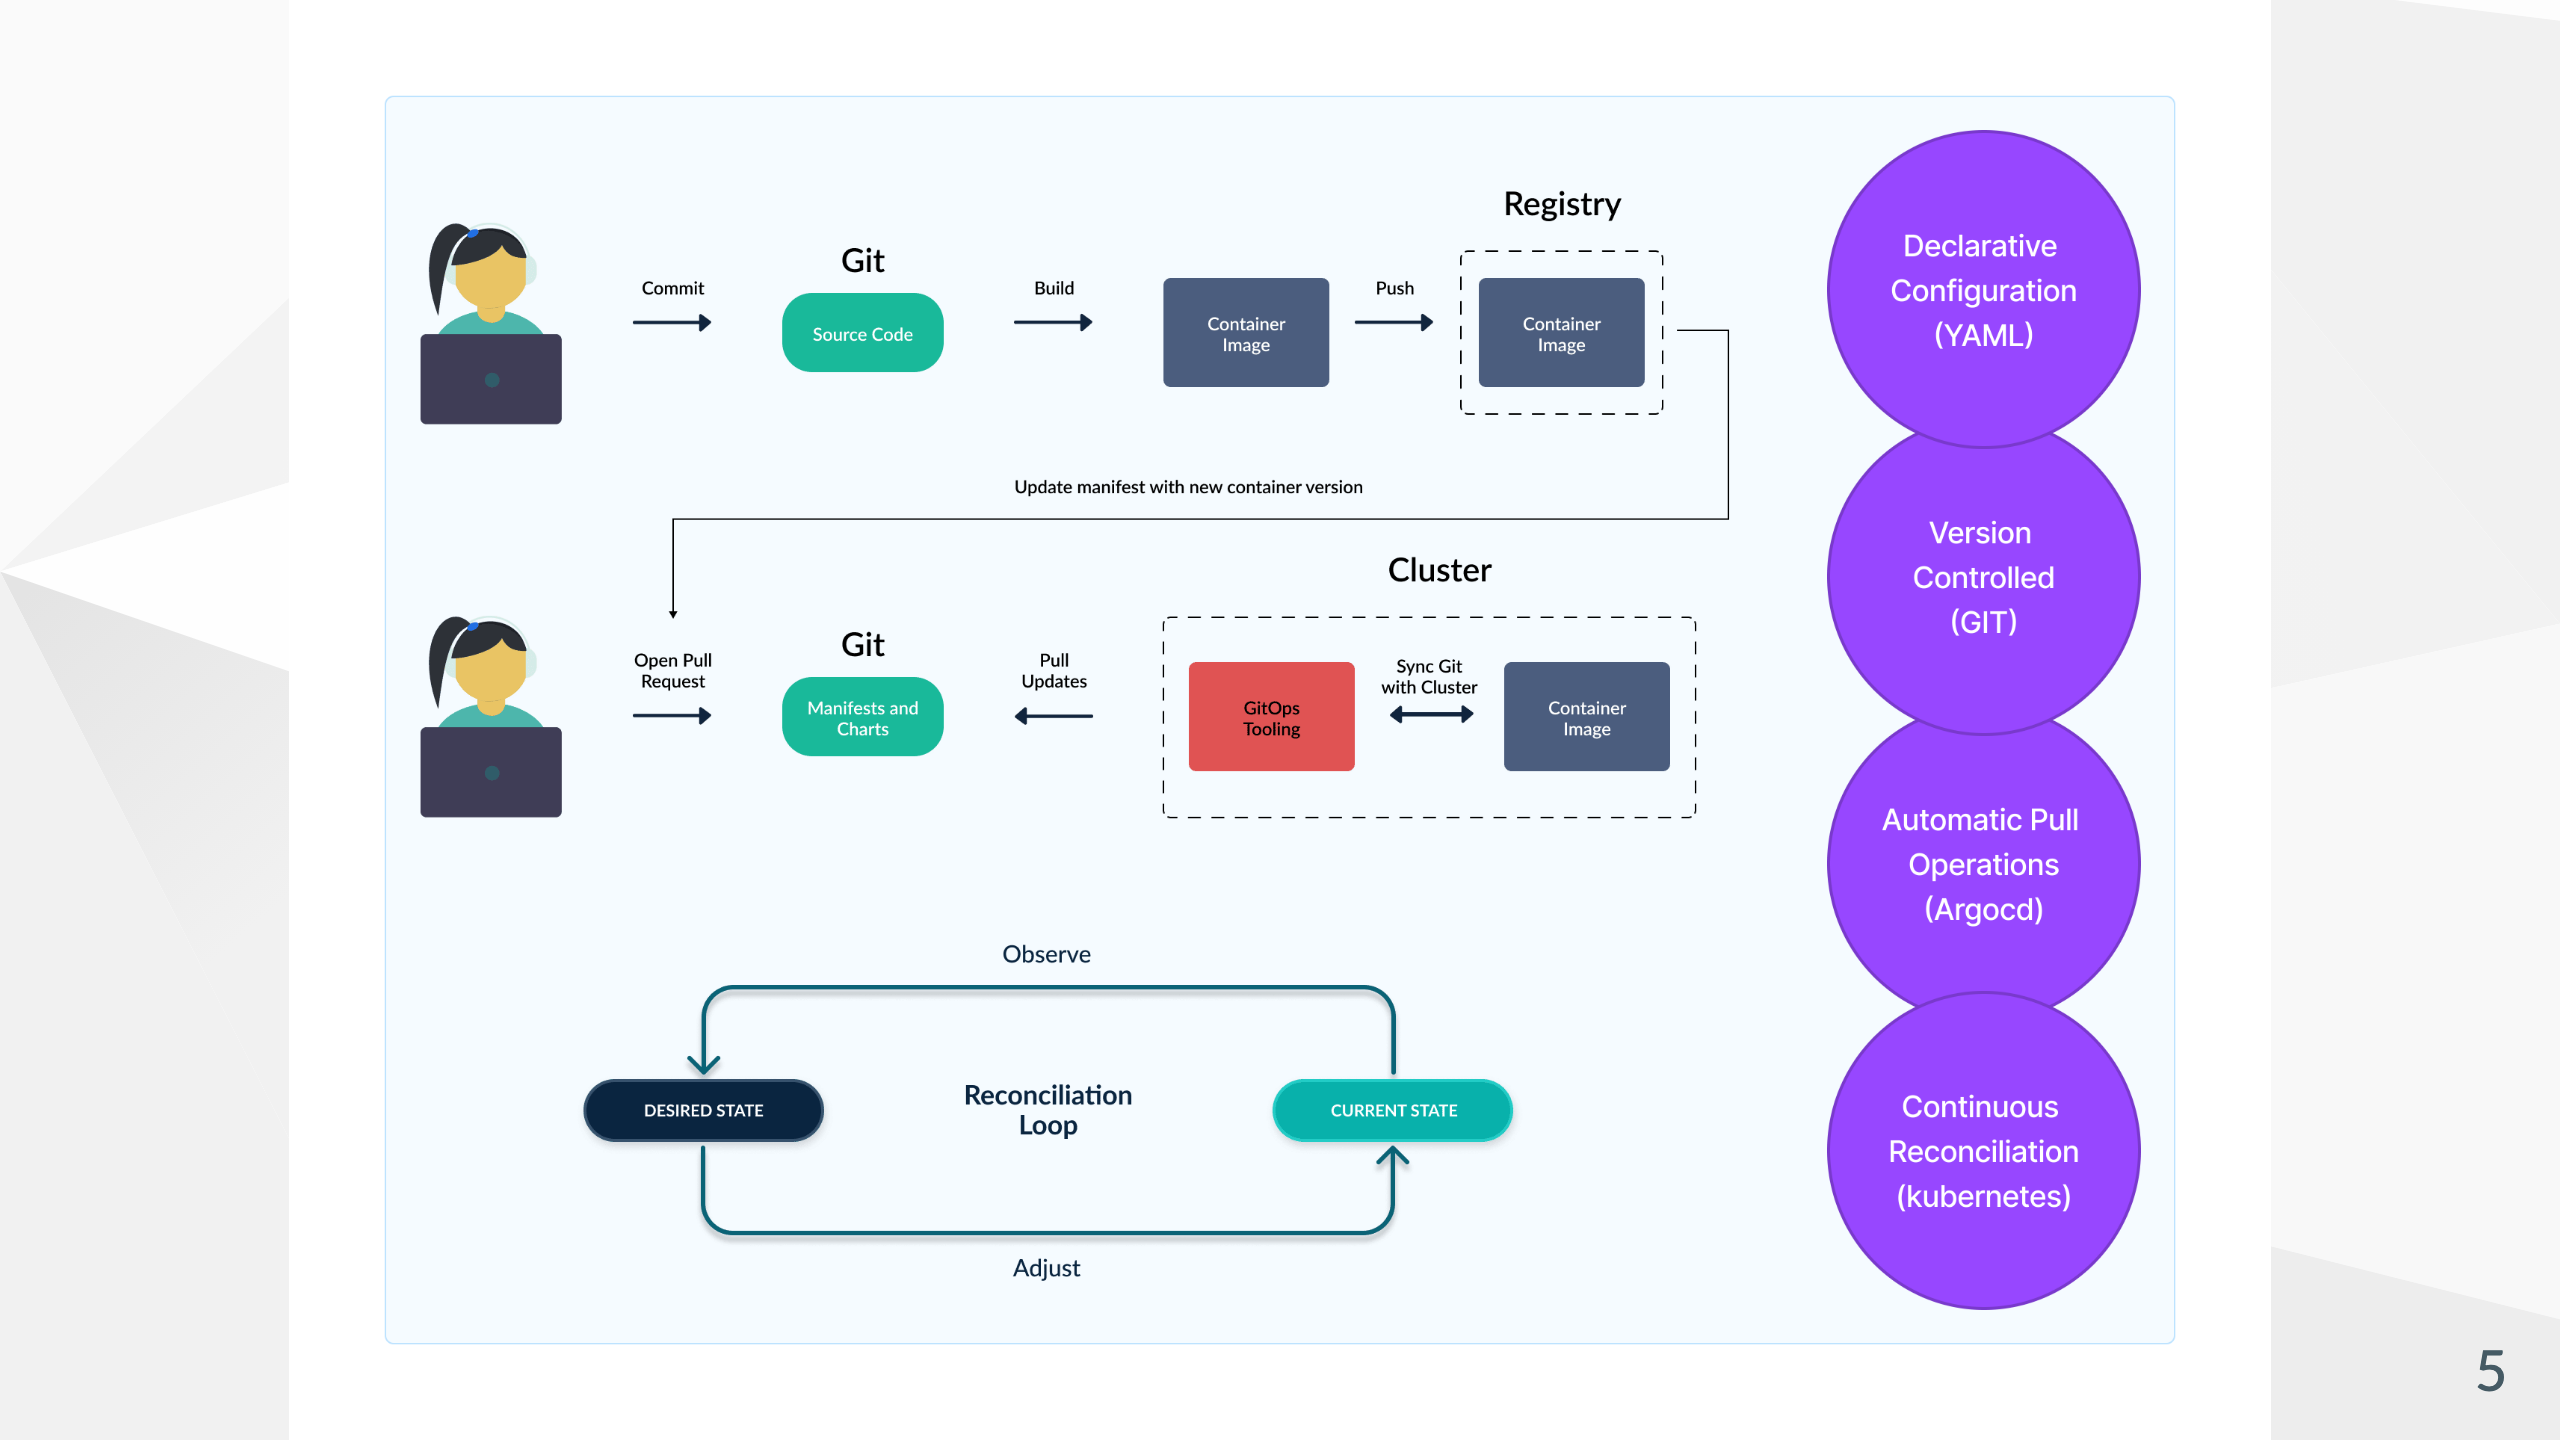 Registry
Git
Commit
Source Code
Build
Container
Image
Push
Container
Image
Update manifest with new container version
Cluster
Git
Open Pull
Request
Manifests and
Charts
Pull
Updates
GitOps
Tooling
Sync Git
with Cluster
Container
Image
Observe
DESIRED STATE
Reconciliation
Loop
CURRENT STATE
Adjust
Declarative
Configuration
(YAML)
Version
Controlled
(GIT)
Automatic Pull
Operations
(Argocd)
Continuous
Reconciliation
(kubernetes)
5